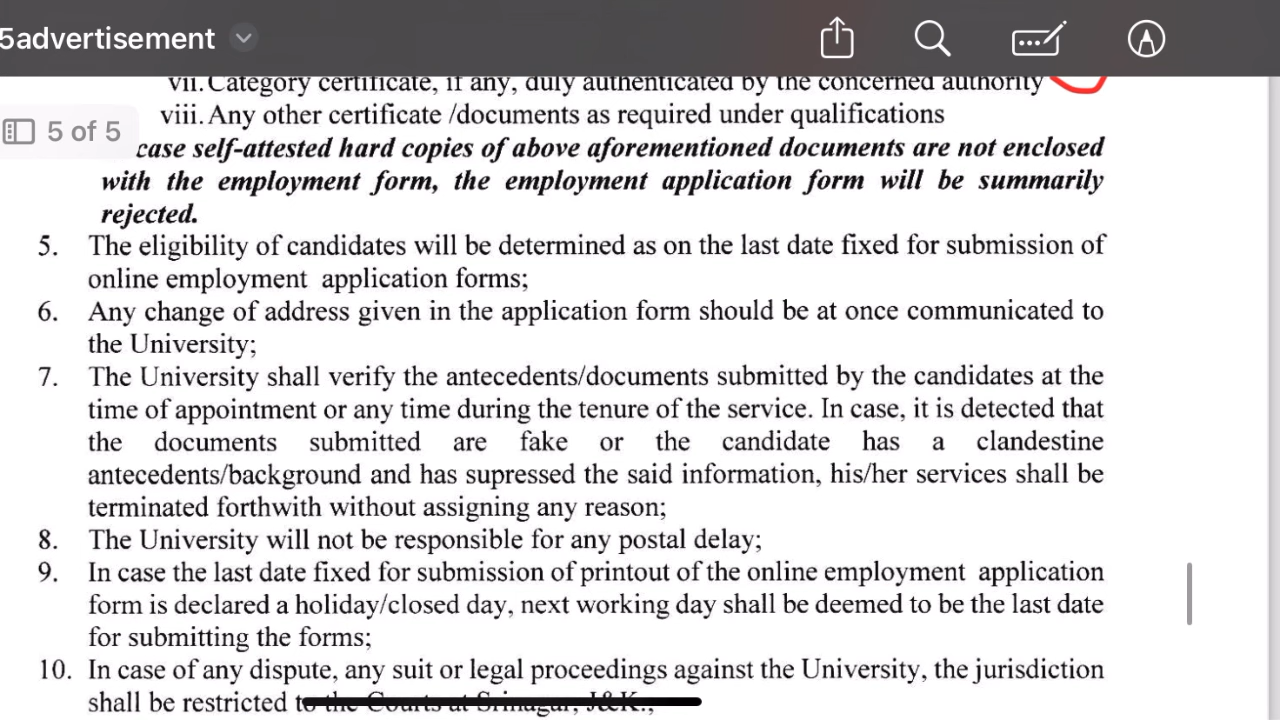 5advertisement
vii. Category certificate, if any, duly authenticated by the concerned authority
5 of 5
viii. Any other certificate /documents as required under qualifications
case self-attested hard copies of above aforementioned documents are not enclosed
with the employment form, the employment application form will be summarily
rejected.
5. The eligibility of candidates will be determined as on the last date fixed for submission of
online employment application forms;
6. Any change of address given in the application form should be at once communicated to
the University;
7. The University shall verify the antecedents/documents submitted by the candidates at the
time of appointment or any time during the tenure of the service. In case, it is detected that
the documents submitted are fake or the candidate has a clandestine
antecedents/background and has supressed the said information, his/her services shall be
terminated forthwith without assigning any reason;
8. The University will not be responsible for any postal delay;
9. In case the last date fixed for submission of printout of the online employment application
form is declared a holiday/closed day, next working day shall be deemed to be the last date
for submitting the forms;
10. In case of any dispute, any suit or legal proceedings against the University, the jurisdiction
shall be restricted to the Courts at Srinagar, J&K.;